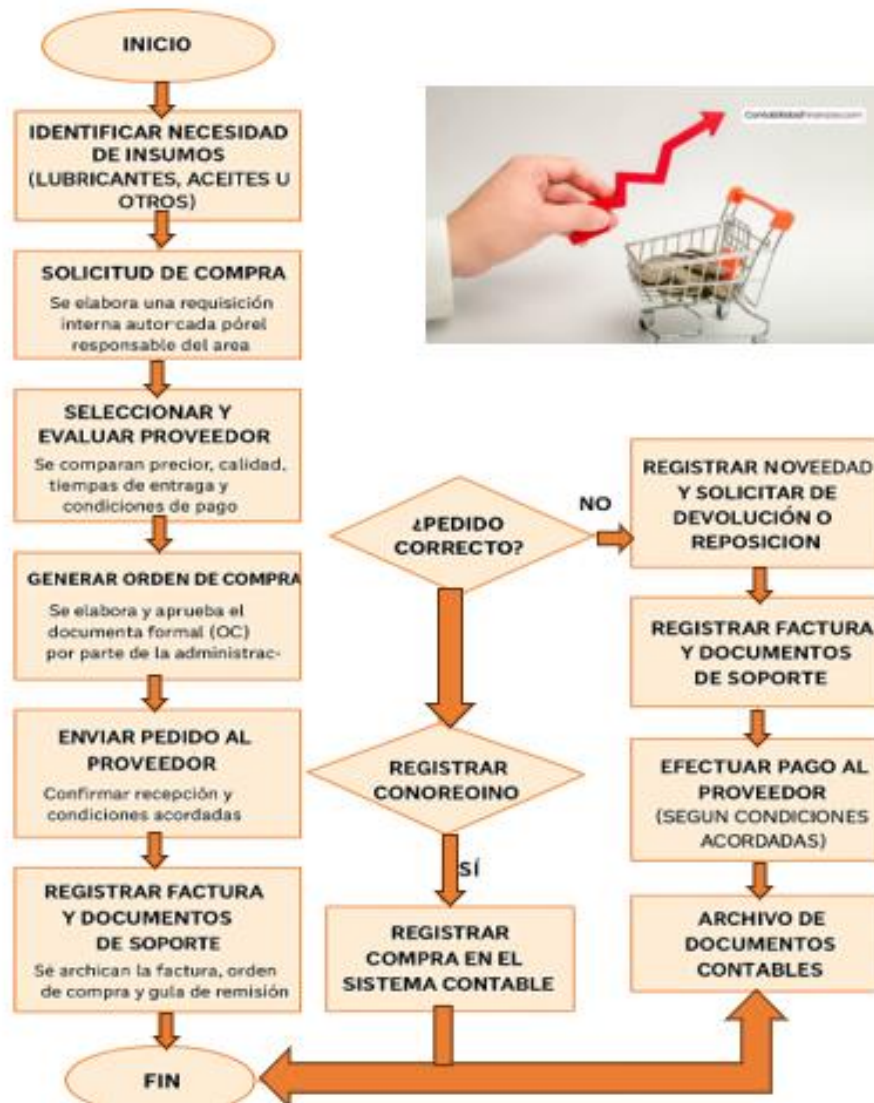 INICIO
IDENTIFICAR NECESIDAD
DE INSUMOS
(LUBRICANTES, ACEITES U
OTROS)
SOLICITUD DE COMPRA
Se elabora una requisición
interna autor·cada pórel
responsable del area
SELECCIONAR Y
EVALUAR PROVEEDOR
Se comparan precior, calidad,
tiempas de entraga y
condiciones de pago
GENERAR ORDEN DE COMPRA
Se elabora y aprueba el
documenta formal (OC)
por parte de la administrac-
ENVIAR PEDIDO AL
PROVEEDOR
Confirmar recepción y
condiciones acordadas
REGISTRAR FACTURA
Y DOCUMENTOS
DE SOPORTE
Se archican la factura, orden
de compra y guía de remisión
FIN
ContabilidadFinanzas.com
¿PEDIDO
CORRECTO?
NO
REGISTRAR
CONOREOINO
SÍ
REGISTRAR
COMPRA EN EL
SISTEMA CONTABLE
REGISTRAR NOVEEDAD
Y SOLICITAR DE
DEVOLUCIÓN O
REPOSICION
REGISTRAR FACTURA
Y DOCUMENTOS
DE SOPORTE
EFECTUAR PAGO AL
PROVEEDOR
(SEGUN CONDICIONES
ACORDADAS)
ARCHIVO DE
DOCUMENTOS
CONTABLES